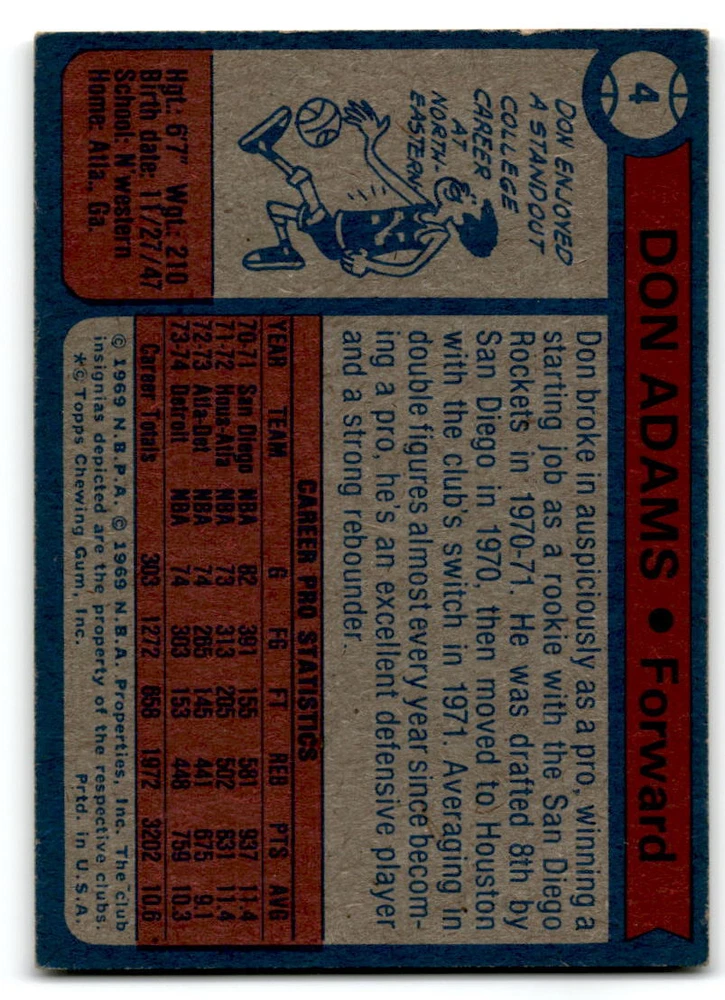 4
DON ADAMS • Forward
DON ENJOYED
A STANDOUT
COLLEGE
CAREER
AT
NORTH-
EASTERN
Hgt: 6'7" Wgt: 210
Birth date: 11/27/47
School: N'western
Home: Atla., Ga.
Don broke in auspiciously as a pro, winning a
starting job as a rookie with the San Diego
Rockets in 1970-71. He was drafted 8th by
San Diego in 1970, then moved to Houston
with the club's switch in 1971. Averaging in
double figures almost every year since becom-
ing a pro, he's an excellent defensive player
and a strong rebounder.
CAREER PRO STATISTICS
YEAR TEAM G FG FT REB PTS AVG
70-71 San Diego NBA 82 391 155 581 937 11.4
71-72 Hous-Atla NBA 73 313 205 502 831 11.4
72-73 Atla-Det NBA 74 265 145 441 675 9.1
73-74 Detroit NBA 74 303 153 448 759 10.3
Career Totals 303 1272 658 1972 3202 10.6
© 1969 N.B.P.A. © 1969 N.B.A. Properties, Inc. The club
insignias depicted are the property of the respective clubs.
*© Topps Chewing Gum, Inc. Prtd. in U.S.A.